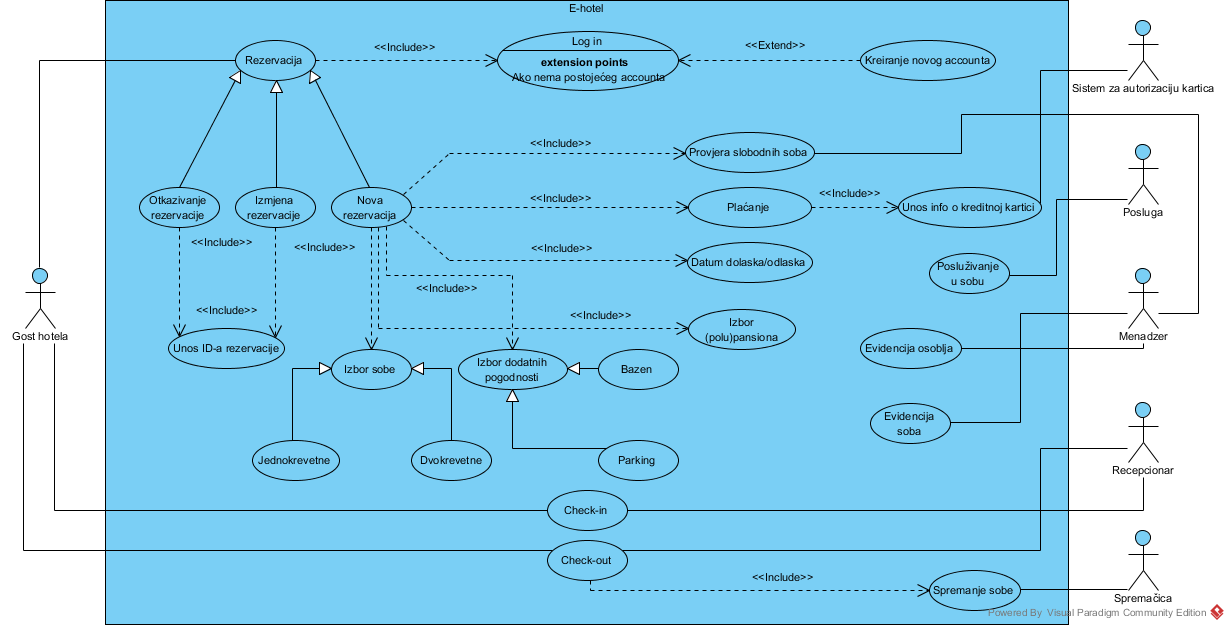 E-hotel
Rezervacija
<<Include>>
Log in
extension points
Ako nema postojećeg accounta
<<Extend>>
Kreiranje novog accounta
Sistem za autorizaciju kartica
<<Include>>
Provjera slobodnih soba
Otkazivanje
rezervacije
Izmjena
rezervacije
Nova
rezervacija
<<Include>>
Plaćanje
<<Include>>
Unos info o kreditnoj kartici
Posluga
<<Include>>
<<Include>>
<<Include>>
Datum dolaska/odlaska
Posluživanje
u sobu
<<Include>>
<<Include>>
<<Include>>
Izbor
(polu)pansiona
Gost hotela
Menadzer
Unos ID-a rezervacije
Evidencija osoblja
Izbor sobe
Izbor dodatnih
pogodnosti
Bazen
Evidencija
soba
Jednokrevetne
Dvokrevetne
Parking
Recepcionar
Check-in
Check-out
<<Include>>
Spremanje sobe
Spremačica
Powered By Visual Paradigm Community Edition